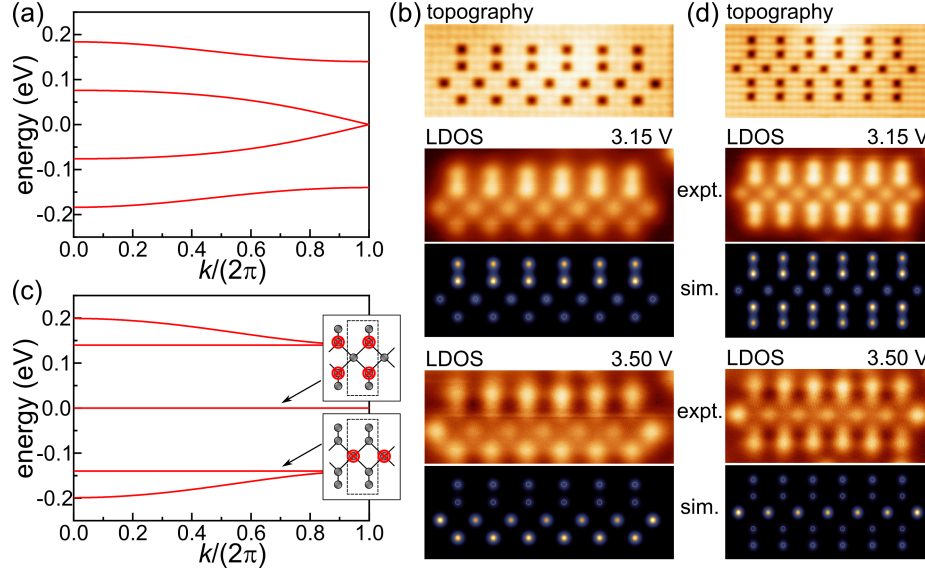 (a)
energy (eV)
0.2
0.1
0.0
-0.1
-0.2
0.0 0.2 0.4 0.6 0.8 1.0
k/(2π)
(c)
energy (eV)
0.2
0.1
0.0
-0.1
-0.2
0.0 0.2 0.4 0.6 0.8 1.0
k/(2π)
(b)
topography
LDOS 3.15 V
expt.
sim.
LDOS 3.50 V
expt.
sim.
(d)
topography
LDOS 3.15 V
LDOS 3.50 V